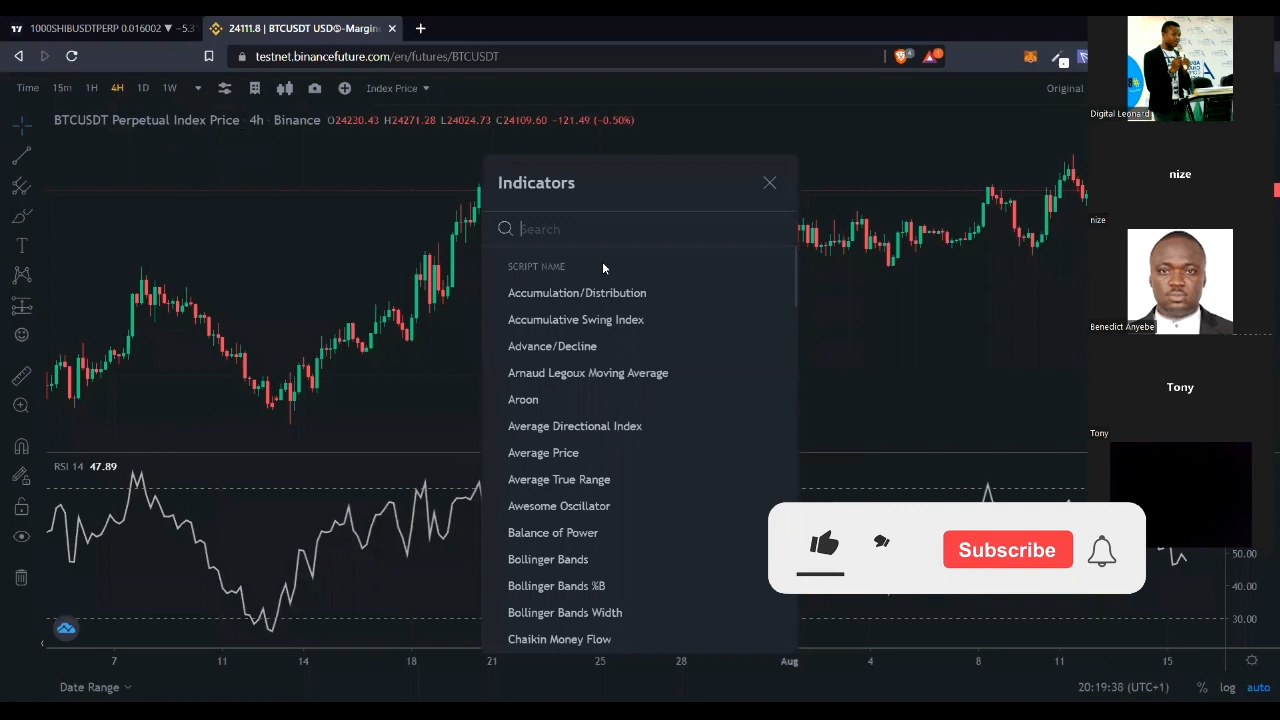 1000SHIBUSDTPERP 0.016002 ▼ −5.3
24111.8 | BTCUSDT USDⓈ-Margin
testnet.binancefuture.com/en/futures/BTCUSDT
Time 15m 1H 4H 1D 1W Index Price Original
BTCUSDT Perpetual Index Price · 4h · Binance O24230.43 H24271.28 L24024.73 C24109.60 −121.49 (−0.50%)
Indicators
Search
SCRIPT NAME
Accumulation/Distribution
Accumulative Swing Index
Advance/Decline
Arnaud Legoux Moving Average
Aroon
Average Directional Index
Average Price
Average True Range
Awesome Oscillator
Balance of Power
Bollinger Bands
Bollinger Bands %B
Bollinger Bands Width
Chaikin Money Flow
RSI 14 47.89
Digital Leonard
nize
nize
Benedict Anyebe
Tony
Tony
Subscribe
50.00
40.00
30.00
7 11 14 18 21 25 28 Aug 4 8 11 15
Date Range 20:19:38 (UTC+1) % log auto